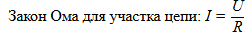 Закон Ома для участка цепи: I = U/R